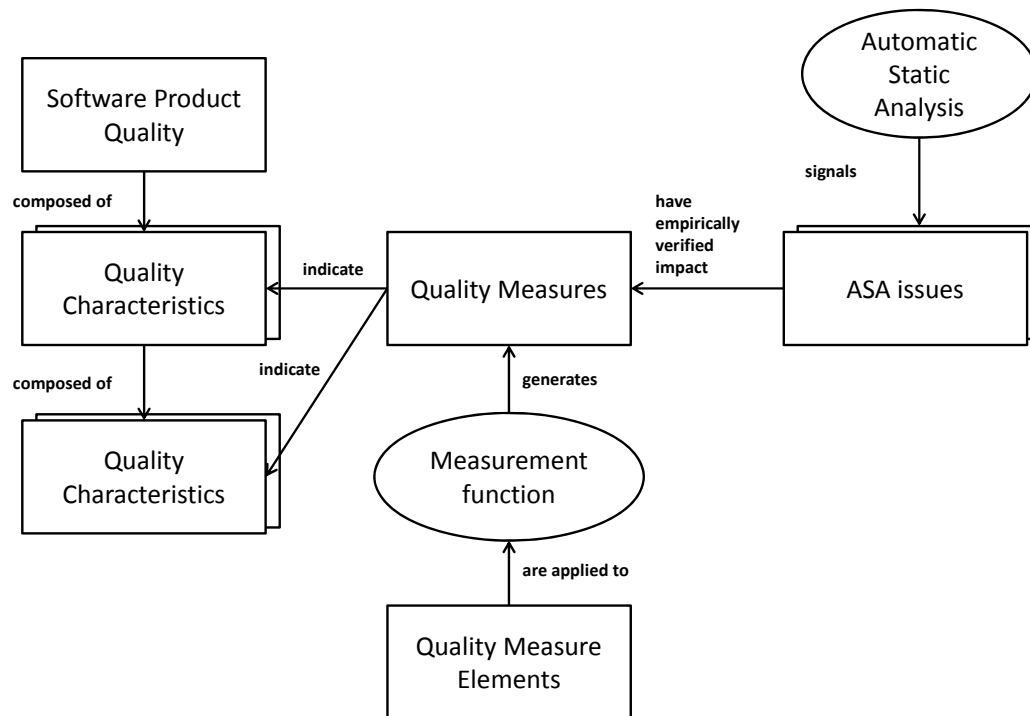 Automatic
Static
Analysis
Software Product
Quality
signals
composed of
have
empirically
verified
impact
Quality
Characteristics
indicate
Quality Measures
ASA issues
composed of
indicate
generates
Quality
Characteristics
Measurement
function
are applied to
Quality Measure
Elements